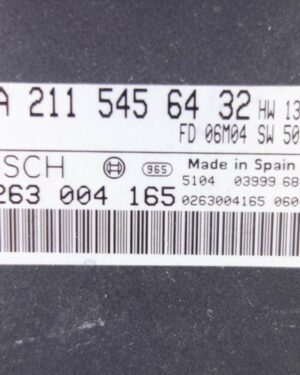 A 211 545 64 32 HW 13
FD 06M04 SW 50
SCH 965 Made in Spain
5104 03999 68
263 004 165 0263004165 060